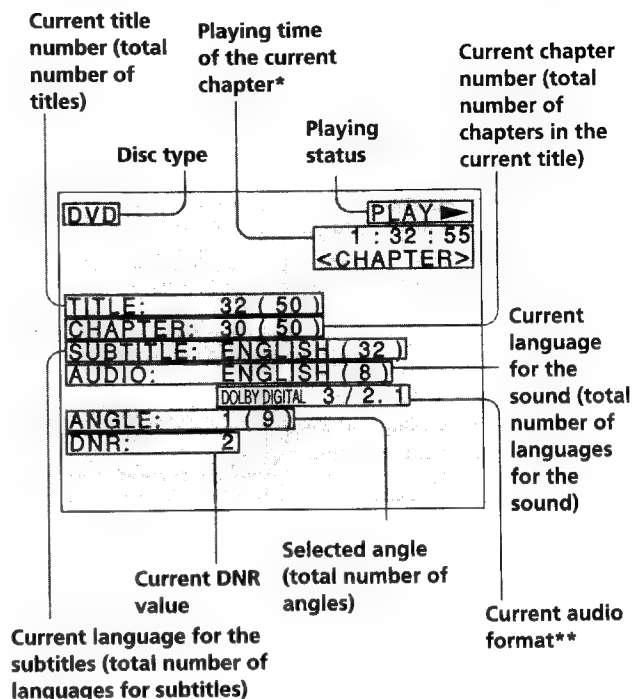 Current title
number (total
number of
titles)
Playing time
of the current
chapter*
Current chapter
number (total
number of
chapters in the
current title)
Disc type
Playing
status
DVD
PLAY ►
1 : 32 : 55
<CHAPTER>
TITLE: 32 ( 50 )
CHAPTER: 30 ( 50 )
SUBTITLE: ENGLISH ( 32 )
AUDIO: ENGLISH ( 8 )
DOLBY DIGITAL 3 / 2. 1
ANGLE: 1 ( 9 )
DNR: 2
Current
language
for the
sound (total
number of
languages
for the
sound)
Current DNR
value
Selected angle
(total number of
angles)
Current audio
format**
Current language for the
subtitles (total number of
languages for subtitles)